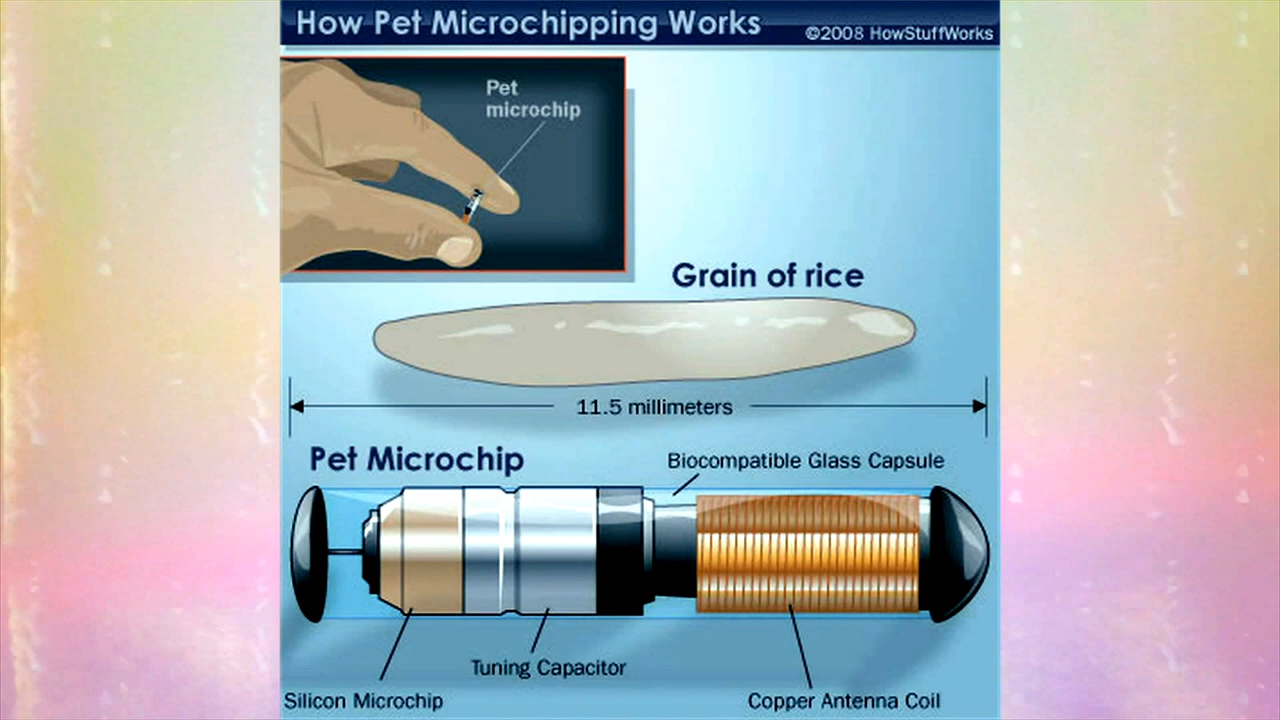 How Pet Microchipping Works
©2008 HowStuffWorks
Pet
microchip
Grain of rice
11.5 millimeters
Pet Microchip
Biocompatible Glass Capsule
Tuning Capacitor
Silicon Microchip
Copper Antenna Coil